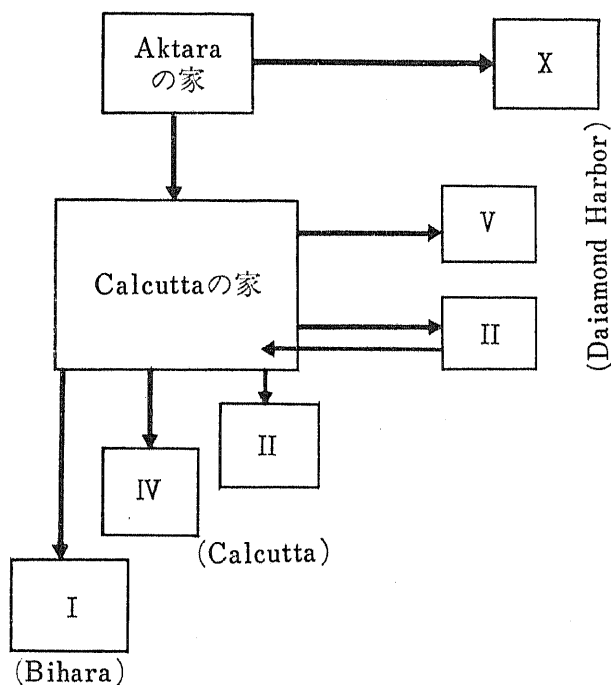 Aktara
の家
X
(Daiamond Harbor)
V
Calcuttaの家
II
II
IV
(Calcutta)
I
(Bihara)